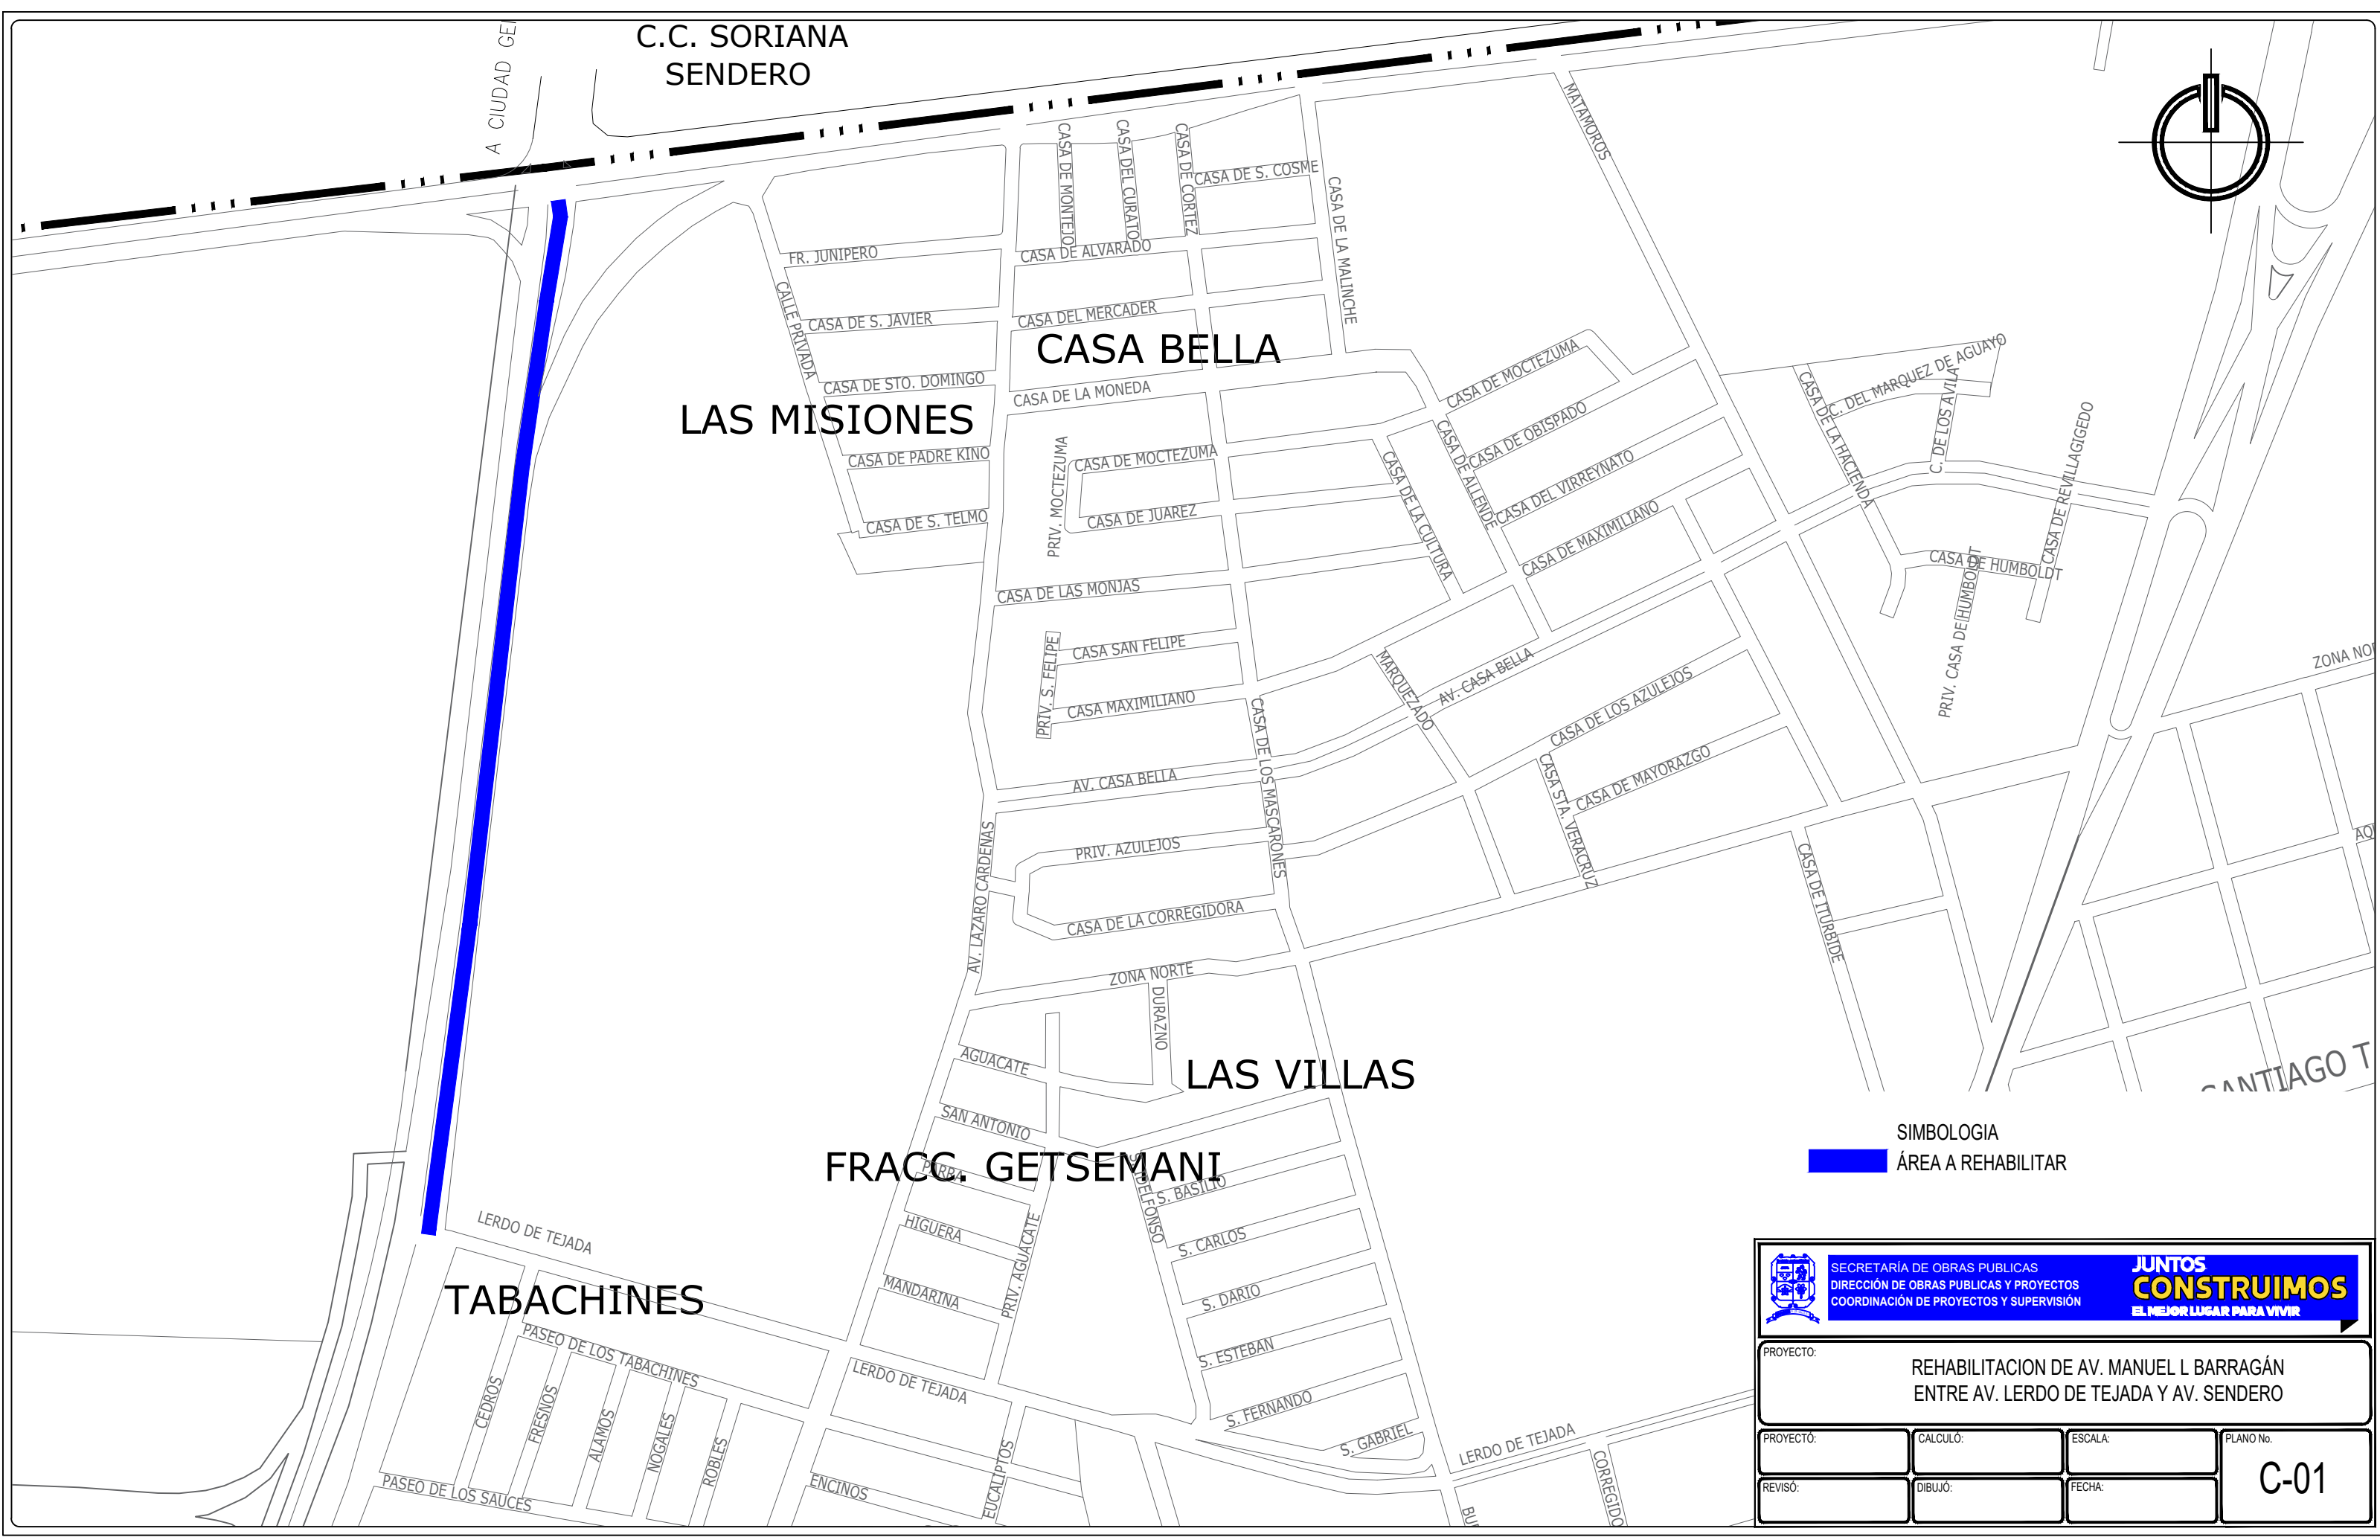 C.C. SORIANA
SENDERO
A CIUDAD GE
MATAMOROS
CASA DE MONTEJO
CASA DEL CURATO
CASA DE CORTEZ
CASA DE S. COSME
CASA DE LA MALINCHE
FR. JUNIPERO
CASA DE ALVARADO
CALLE PRIVADA
CASA DE S. JAVIER
CASA DEL MERCADER
CASA BELLA
CASA DE STO. DOMINGO
CASA DE LA MONEDA
CASA DE MOCTEZUMA
C. DEL MARQUEZ DE AGUAYO
CASA DE LA HACIENDA
C. DE LOS AVILA
CASA DE REVILLAGIGEDO
LAS MISIONES
CASA DE OBISPADO
CASA DE ALLENDE
CASA DE PADRE KINO
PRIV. MOCTEZUMA
CASA DE MOCTEZUMA
CASA DE LA CULTURA
CASA DEL VIRREYNATO
CASA DE S. TELMO
CASA DE JUAREZ
CASA DE MAXIMILIANO
CASA DE HUMBOLDT
PRIV. CASA DE HUMBOLDT
CASA DE LAS MONJAS
PRIV. S. FELIPE
CASA SAN FELIPE
MARQUEZADO
AV. CASA BELLA
ZONA NOR
CASA MAXIMILIANO
CASA DE LOS MASCARONES
CASA DE LOS AZULEJOS
CASA DE MAYORAZGO
CASA STA. VERACRUZ
AV. CASA BELLA
AV. LAZARO CARDENAS
PRIV. AZULEJOS
CASA DE ITURBIDE
CASA DE LA CORREGIDORA
ZONA NORTE
DURAZNO
AGUACATE
LAS VILLAS
SANTIAGO T
SAN ANTONIO
SIMBOLOGIA
ÁREA A REHABILITAR
FRACC. GETSEMANI
PARRA
S. IDELFONSO
S. BASILIO
HIGUERA
PRIV. AGUACATE
S. CARLOS
LERDO DE TEJADA
MANDARINA
S. DARIO
TABACHINES
PASEO DE LOS TABACHINES
S. ESTEBAN
LERDO DE TEJADA
CEDROS
FRESNOS
ALAMOS
NOGALES
ROBLES
S. FERNANDO
S. GABRIEL
LERDO DE TEJADA
PASEO DE LOS SAUCES
ENCINOS
EUCALIPTOS
CORREGIDO
SECRETARÍA DE OBRAS PUBLICAS
DIRECCIÓN DE OBRAS PUBLICAS Y PROYECTOS
COORDINACIÓN DE PROYECTOS Y SUPERVISIÓN
JUNTOS
CONSTRUIMOS
EL MEJOR LUGAR PARA VIVIR
PROYECTO:
REHABILITACION DE AV. MANUEL L BARRAGÁN
ENTRE AV. LERDO DE TEJADA Y AV. SENDERO
PROYECTÓ:
CALCULÓ:
ESCALA:
PLANO No.
C-01
REVISÓ:
DIBUJÓ:
FECHA: